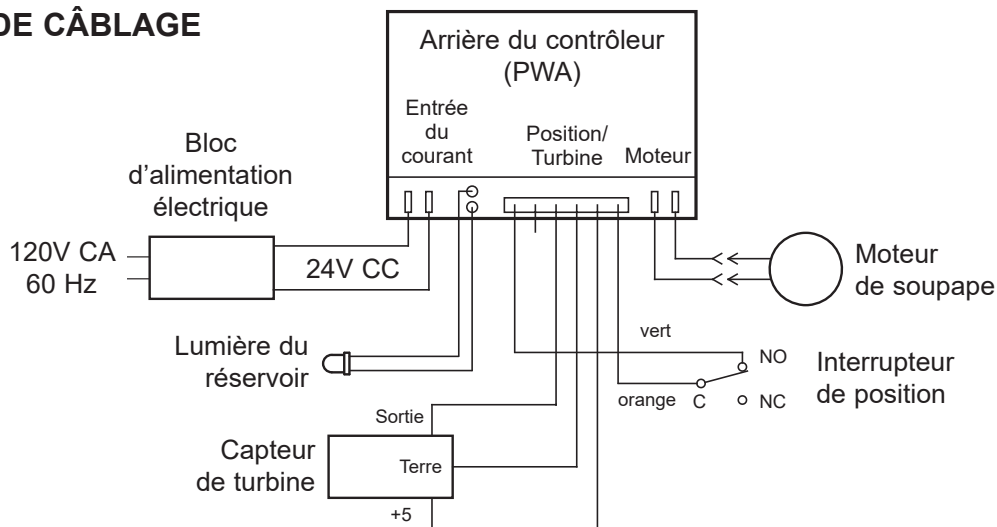 DE CÂBLAGE
Arrière du contrôleur
(PWA)
Entrée
du
courant
Position/
Turbine
Moteur
Bloc
d'alimentation
électrique
120V CA
60 Hz
24V CC
Moteur
de soupape
Lumière du
réservoir
vert
NO
orange
C
NC
Interrupteur
de position
Sortie
Capteur
de turbine
Terre
+5